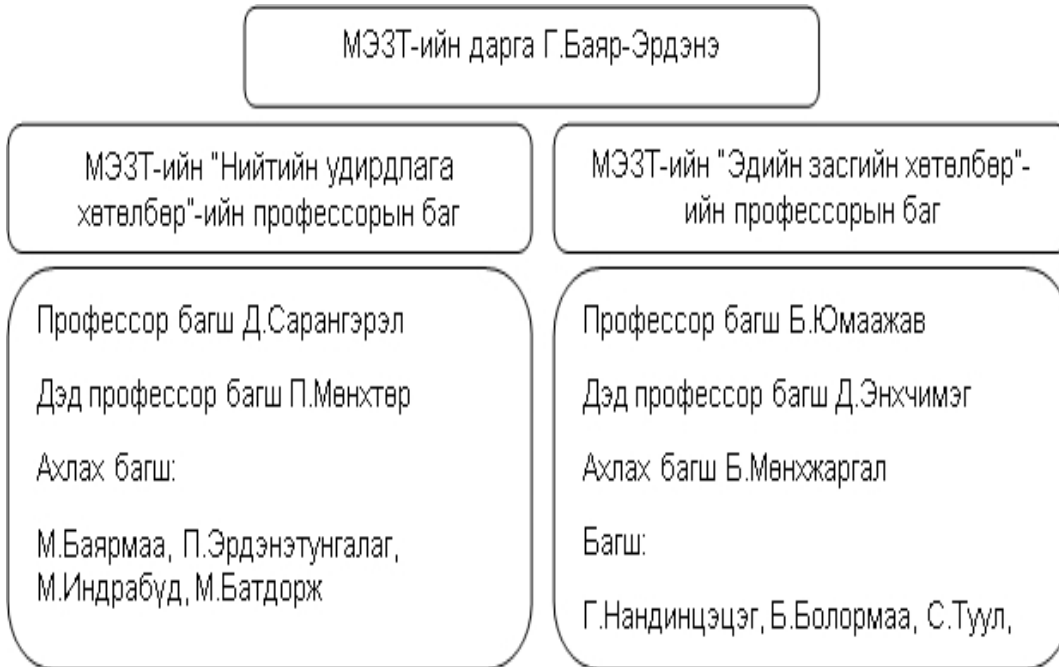 МЭЗТ-ийн дарга Г.Баяр-Эрдэнэ
МЭЗТ-ийн "Нийтийн удирдлага
хөтөлбөр"-ийн профессорын баг
МЭЗТ-ийн "Эдийн засгийн хөтөлбөр"-
ийн профессорын баг
Профессор багш Д.Сарангэрэл
Дэд профессор багш П.Мөнхтөр
Ахлах багш:
М.Баярмаа, П.Эрдэнэтунгалаг,
М.Индрабүд, М.Батдорж
Профессор багш Б.Юмаажав
Дэд профессор багш Д.Энхчимэг
Ахлах багш Б.Мөнхжаргал
Багш:
Г.Нандинцэцэг, Б.Болормаа, С.Туул,